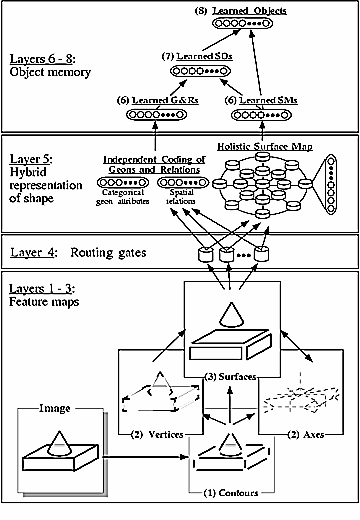 (8) Learned Objects
Layers 6 - 8:
Object memory
(7) Learned SDs
(6) Learned G&Rs
(6) Learned SMs
Layer 5:
Hybrid
representation
of shape
Independent Coding of
Geons and Relations
Categorical
geon attributes
Spatial
relations
Holistic Surface Map
Layer 4: Routing gates
Layers 1 - 3:
Feature maps
(3) Surfaces
(2) Vertices
(2) Axes
Image
(1) Contours